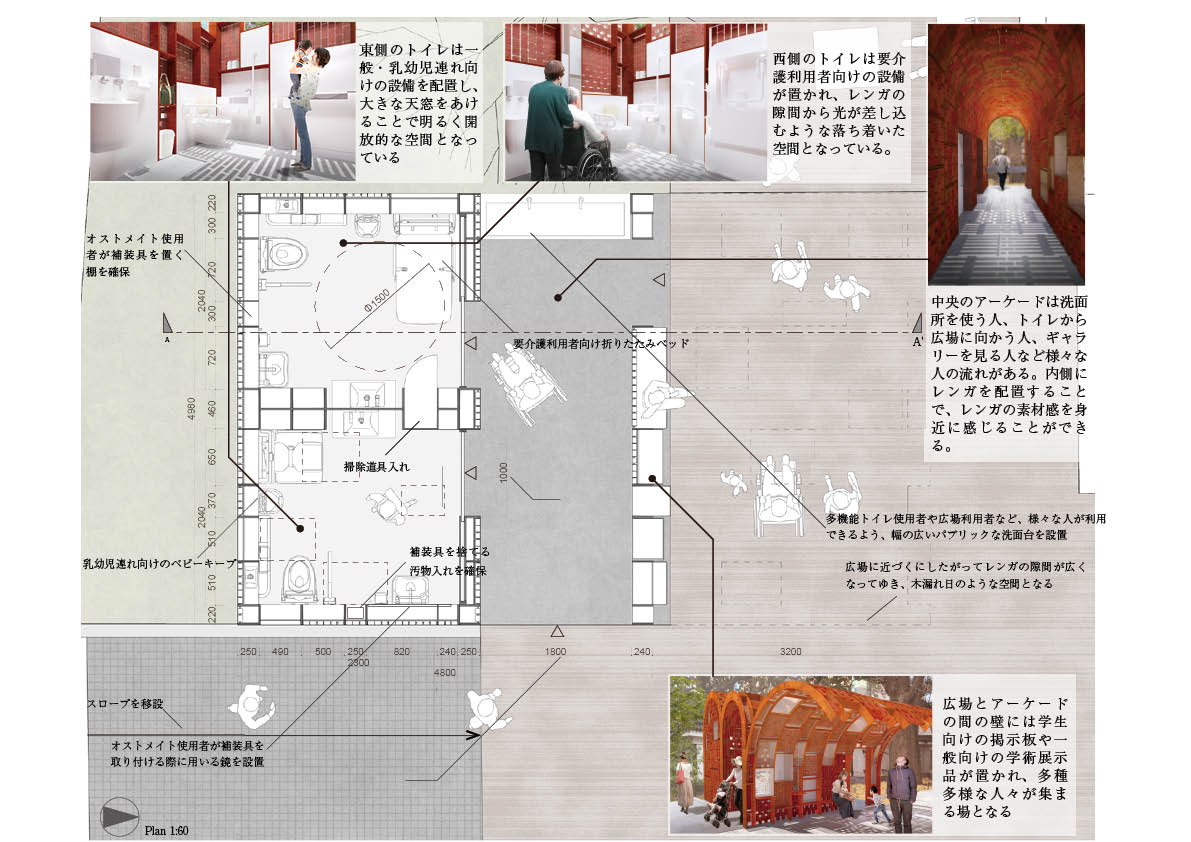 東側のトイレは一
般・乳幼児連れ向
けの設備を配置し、
大きな天窓をあけ
ることで明るく開
放的な空間となっ
ている
西側のトイレは要介
護利用者向けの設備
が置かれ、レンガの
隙間から光が差し込
むような落ち着いた
空間となっている。
中央のアーケードは洗面
所を使う人、トイレから
広場に向かう人、ギャラ
リーを見る人など様々な
人の流れがある。内側に
レンガを配置すること
で、レンガの素材感を身
近に感じることができ
る。
オストメイト使用
者が補装具を置く
棚を確保
220
300
720
2040
300
720
4980
460
650
370
2040
510
510
220
Φ1500
A
A'
要介護利用者向け折りたたみベッド
掃除道具入れ
1000
乳幼児連れ向けのベビーキープ
補装具を捨てる
汚物入れを確保
多機能トイレ使用者や広場利用者など、様々な人が利用
できるよう、幅の広いパブリックな洗面台を設置
広場に近づくにしたがってレンガの隙間が広く
なってゆき、木漏れ日のような空間となる
250 490 500 250 820 240 250 1800 240 3200
2300
4800
スロープを移設
オストメイト使用者が補装具を
取り付ける際に用いる鏡を設置
広場とアーケード
の間の壁には学生
向けの掲示板や一
般向けの学術展示
品が置かれ、多種
多様な人々が集ま
る場となる
Plan 1:60